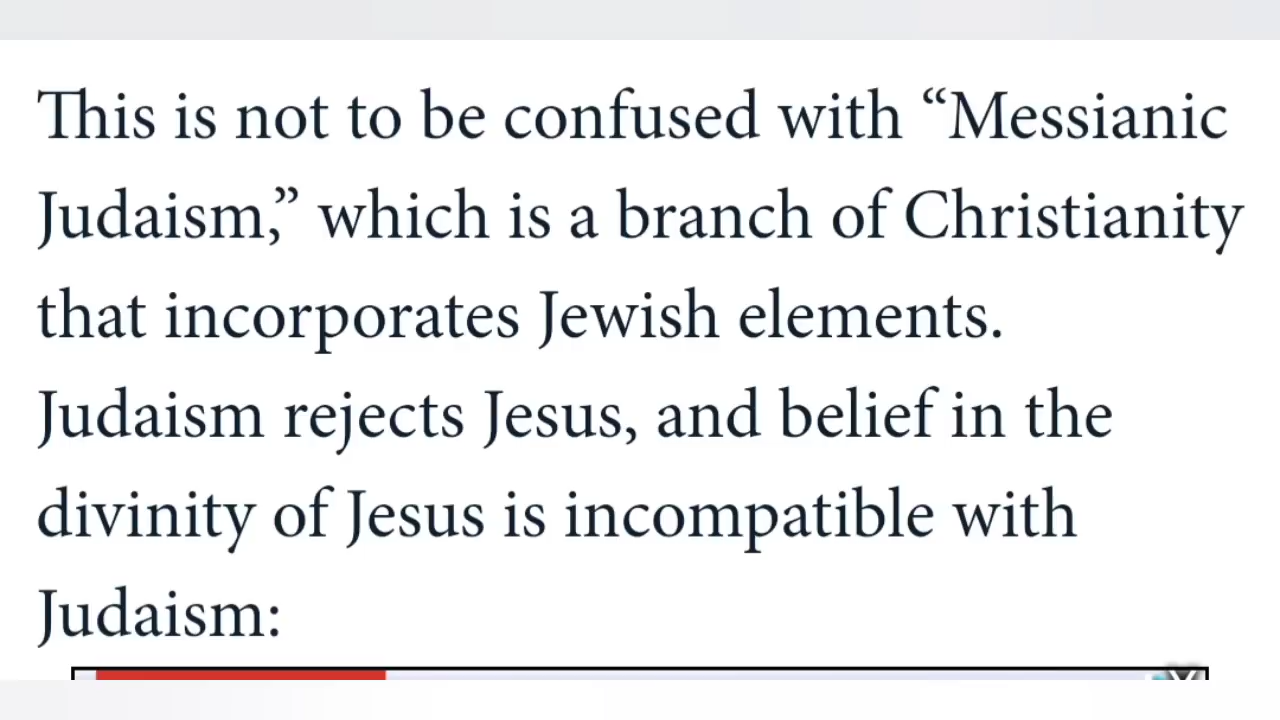 This is not to be confused with “Messianic
Judaism,” which is a branch of Christianity
that incorporates Jewish elements.
Judaism rejects Jesus, and belief in the
divinity of Jesus is incompatible with
Judaism: